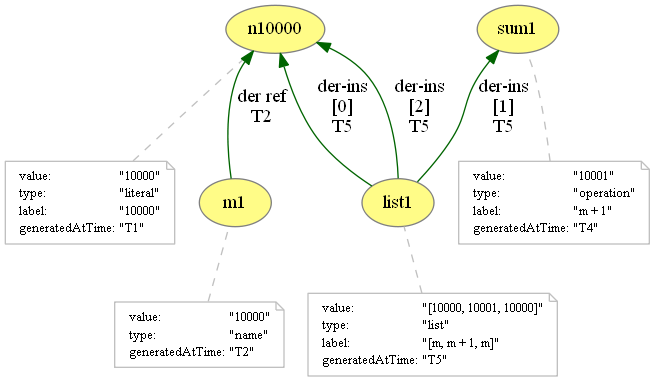 n10000
sum1
der ref
T2
der-ins
[0]
T5
der-ins
[2]
T5
der-ins
[1]
T5
value: "10000"
type: "literal"
label: "10000"
generatedAtTime: "T1"
m1
list1
value: "10001"
type: "operation"
label: "m + 1"
generatedAtTime: "T4"
value: "10000"
type: "name"
generatedAtTime: "T2"
value: "[10000, 10001, 10000]"
type: "list"
label: "[m, m + 1, m]"
generatedAtTime: "T5"